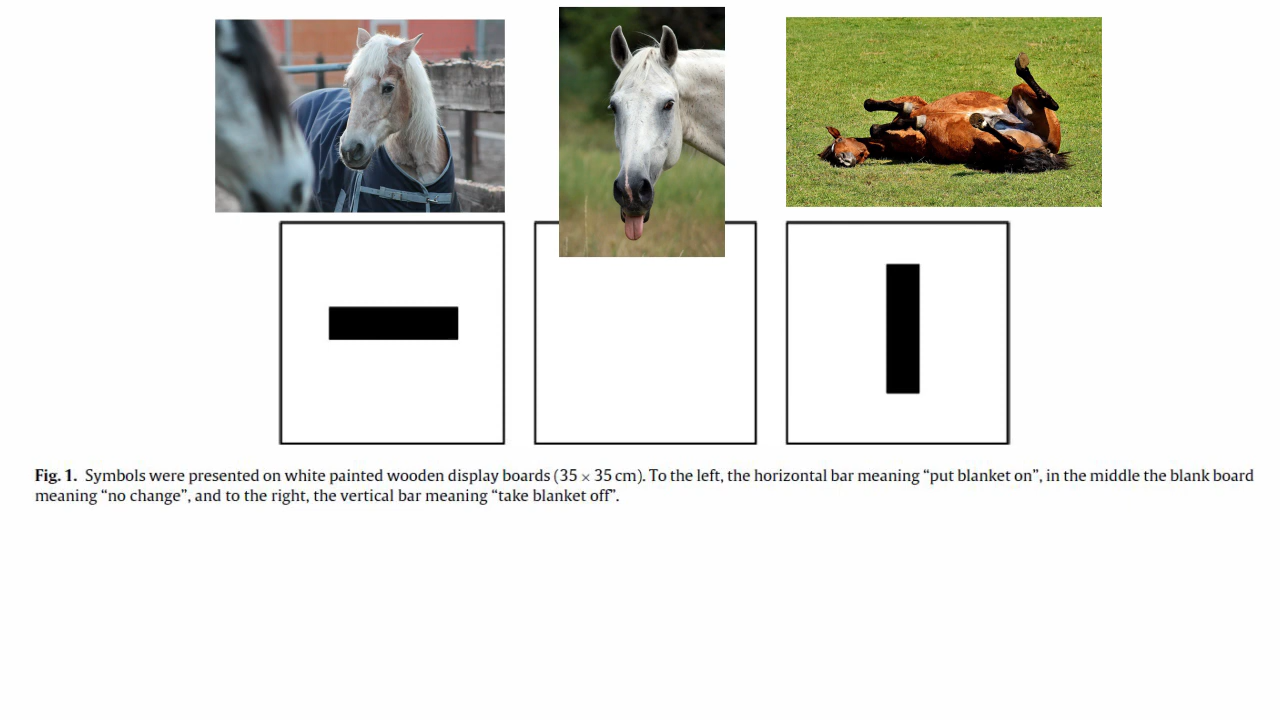 Fig. 1. Symbols were presented on white painted wooden display boards (35 × 35 cm). To the left, the horizontal bar meaning “put blanket on”, in the middle the blank board
meaning “no change”, and to the right, the vertical bar meaning “take blanket off”.